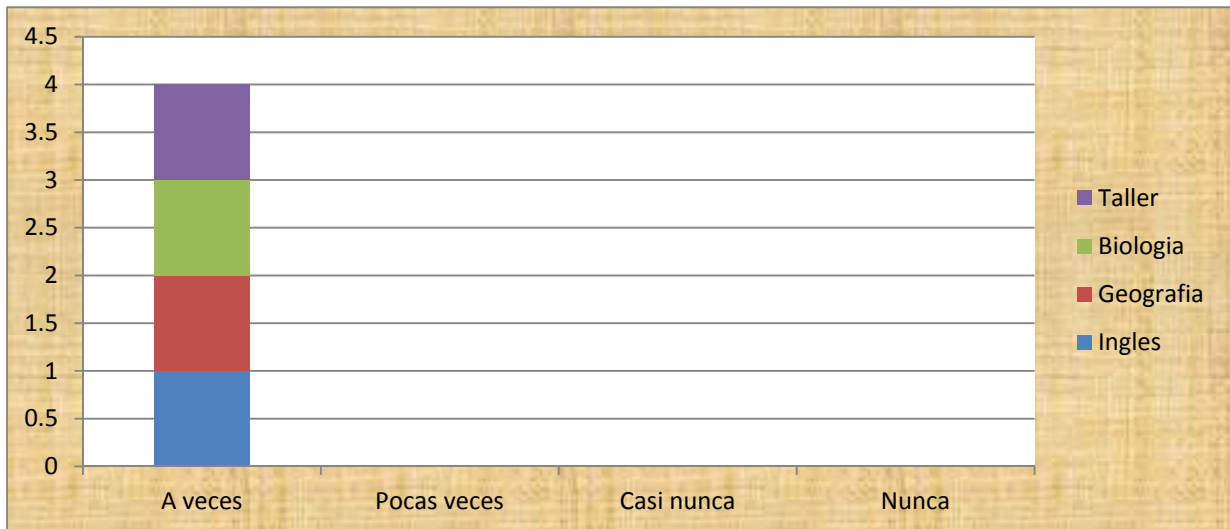 4.5
4
3.5
3
2.5
2
1.5
1
0.5
0
A veces
Pocas veces
Casi nunca
Nunca
Taller
Biologia
Geografia
Ingles